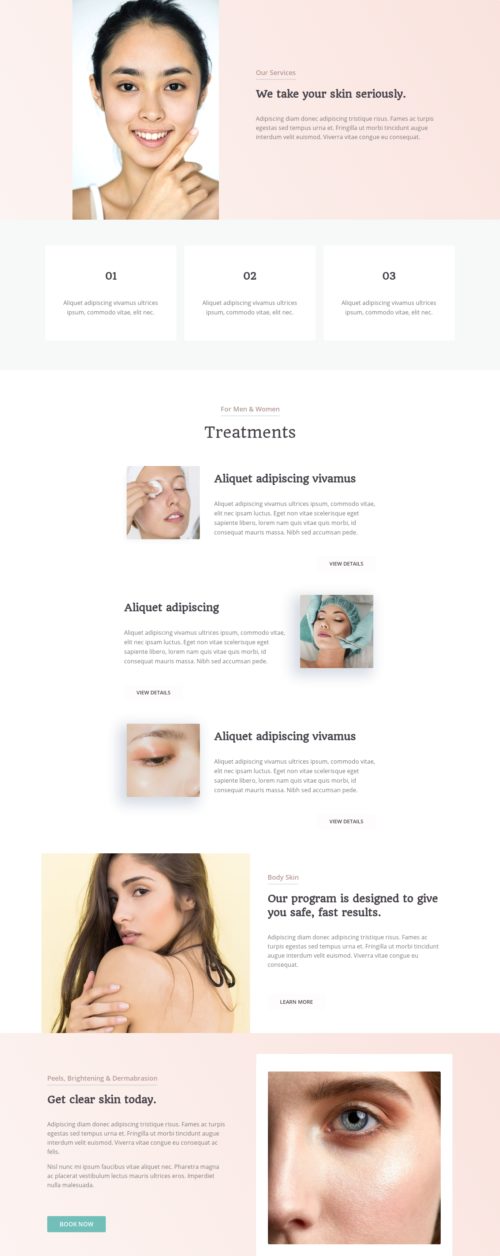 Our Services
We take your skin seriously.
Adipiscing diam donec adipiscing tristique risus. Fames ac turpis
egestas sed tempus urna et. Fringilla ut morbi tincidunt augue
interdum velit euismod. Viverra vitae congue eu consequat.
01
Aliquet adipiscing vivamus ultrices
ipsum, commodo vitae, elit nec.
02
Aliquet adipiscing vivamus ultrices
ipsum, commodo vitae, elit nec.
03
Aliquet adipiscing vivamus ultrices
ipsum, commodo vitae, elit nec.
For Men & Women
Treatments
Aliquet adipiscing vivamus
Aliquet adipiscing vivamus ultrices ipsum, commodo vitae,
elit nec ipsam luctus. Eget non vitae scelerisque eget
sapiente libero, lorem nam quis vitae quis morbi, id
consequat mauris massa. Nibh sed accumsan pede.
VIEW DETAILS
Aliquet adipiscing
Aliquet adipiscing vivamus ultrices ipsum, commodo vitae,
elit nec ipsam luctus. Eget non vitae scelerisque eget
sapiente libero, lorem nam quis vitae quis morbi, id
consequat mauris massa. Nibh sed accumsan pede.
VIEW DETAILS
Aliquet adipiscing vivamus
Aliquet adipiscing vivamus ultrices ipsum, commodo vitae,
elit nec ipsam luctus. Eget non vitae scelerisque eget
sapiente libero, lorem nam quis vitae quis morbi, id
consequat mauris massa. Nibh sed accumsan pede.
VIEW DETAILS
Body Skin
Our program is designed to give
you safe, fast results.
Adipiscing diam donec adipiscing tristique risus. Fames ac
turpis egestas sed tempus urna et. Fringilla ut morbi tincidunt
augue interdum velit euismod. Viverra vitae congue eu
consequat.
LEARN MORE
Peels, Brightening & Dermabrasion
Get clear skin today.
Adipiscing diam donec adipiscing tristique risus. Fames ac turpis
egestas sed tempus urna et. Fringilla ut morbi tincidunt augue
interdum velit euismod. Viverra vitae congue eu consequat ac
felis.
Nisl nunc mi ipsum faucibus vitae aliquet nec. Pharetra magna
ac placerat vestibulum lectus mauris ultrices eros. Imperdiet
nulla malesuada.
BOOK NOW